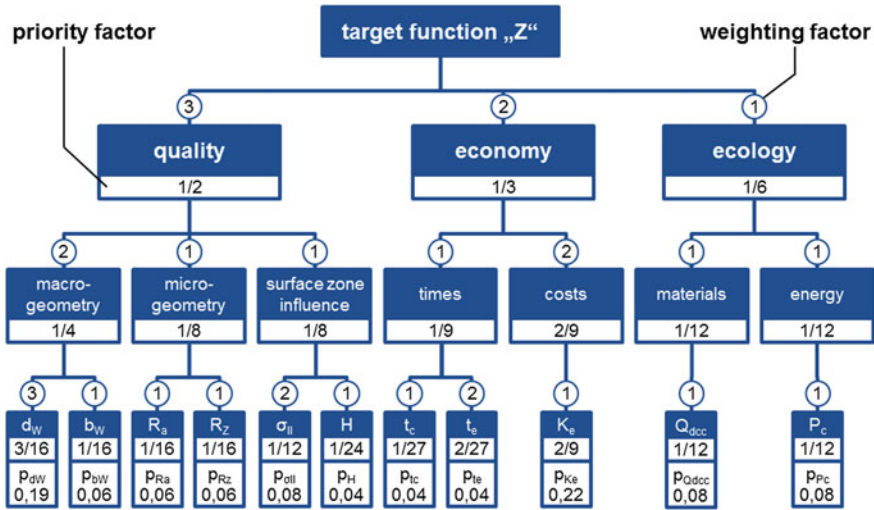 priority factor
target function „Z“
weighting factor
3
2
1
quality
economy
ecology
1/2
1/3
1/6
2
1
1
1
2
1
1
macro-
geometry
micro-
geometry
surface zone
influence
times
costs
materials
energy
1/4
1/8
1/8
1/9
2/9
1/12
1/12
3
1
1
1
2
1
1
2
1
1
1
dW
bW
Ra
RZ
σII
H
tc
te
Ke
Qdcc
Pc
3/16
1/16
1/16
1/16
1/12
1/24
1/27
2/27
2/9
1/12
1/12
pdW
pbW
pRa
pRz
pσII
pH
ptc
pte
pKe
pQdcc
pPc
0,19
0,06
0,06
0,06
0,08
0,04
0,04
0,04
0,22
0,08
0,08